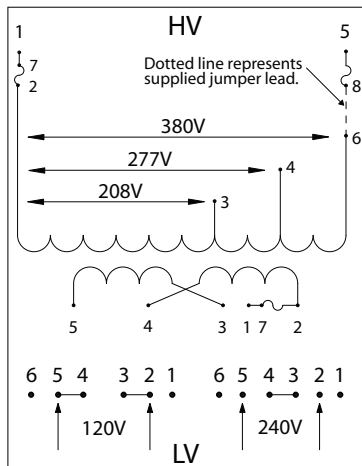 HV
1 5
7
2
8
6
Dotted line represents
supplied jumper lead.
380V
277V
4
208V
3
5 4 3 1 7 2
6 5 4 3 2 1 6 5 4 3 2 1
120V 240V
LV